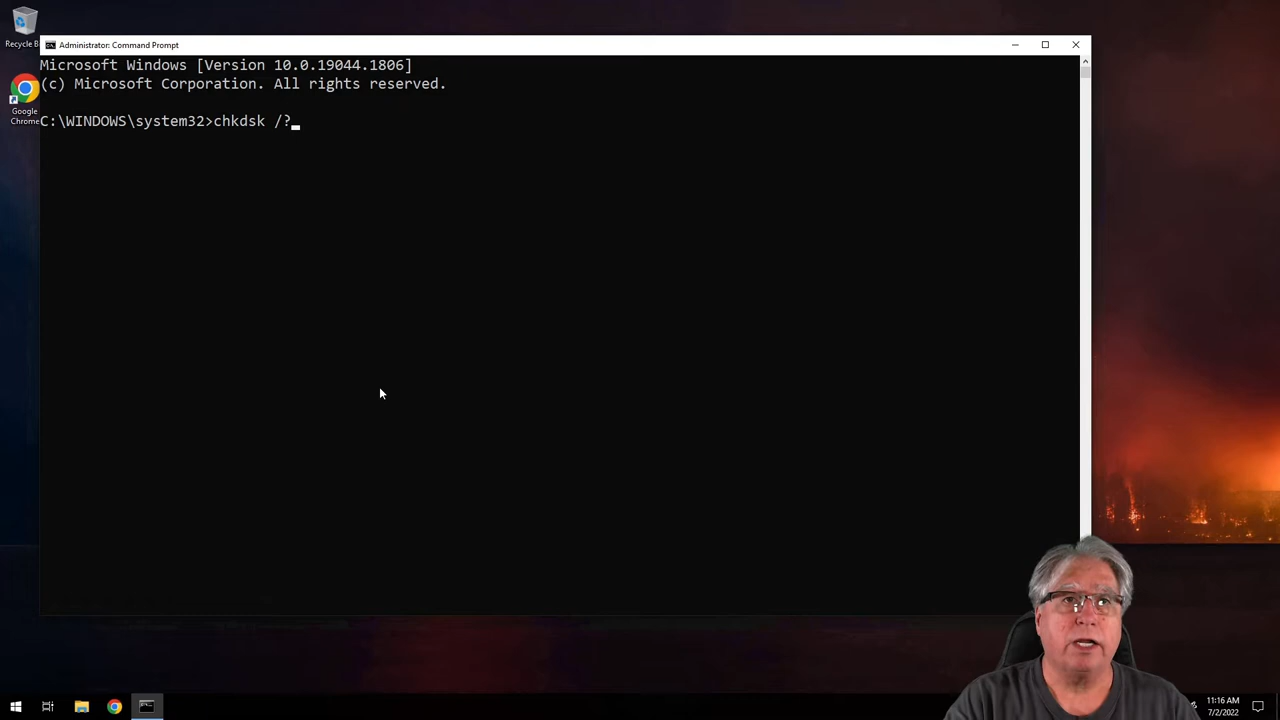 Recycle B
Administrator: Command Prompt
Microsoft Windows [Version 10.0.19044.1806]
(c) Microsoft Corporation. All rights reserved.
Google
Chrome
C:\WINDOWS\system32>chkdsk /?
11:16 AM
7/2/2022